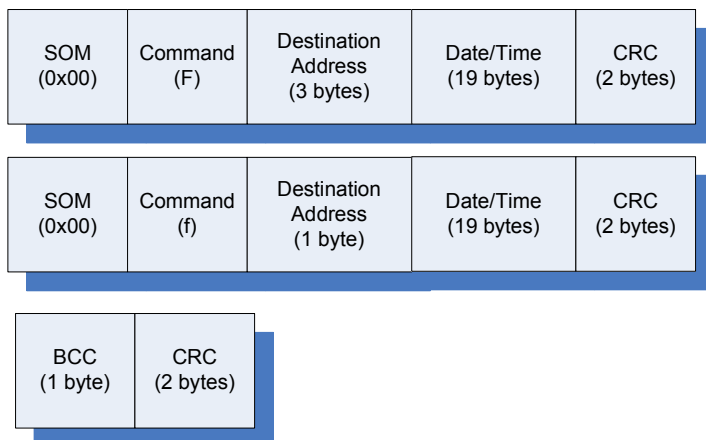 SOM
(0x00)
Command
(F)
Destination
Address
(3 bytes)
Date/Time
(19 bytes)
CRC
(2 bytes)
SOM
(0x00)
Command
(f)
Destination
Address
(1 byte)
Date/Time
(19 bytes)
CRC
(2 bytes)
BCC
(1 byte)
CRC
(2 bytes)